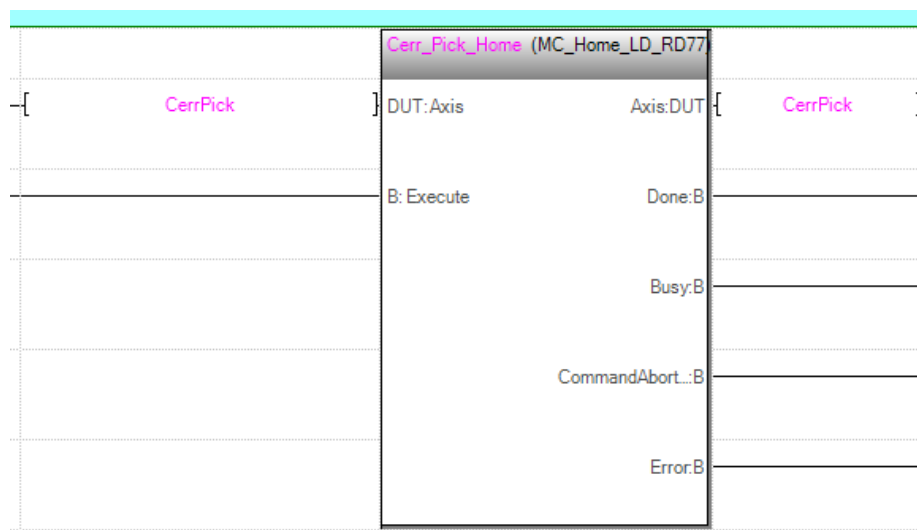 Cerr_Pick_Home (MC_Home_LD_RD77)
CerrPick DUT:Axis Axis:DUT CerrPick
B: Execute Done:B
Busy:B
CommandAbort...:B
Error:B